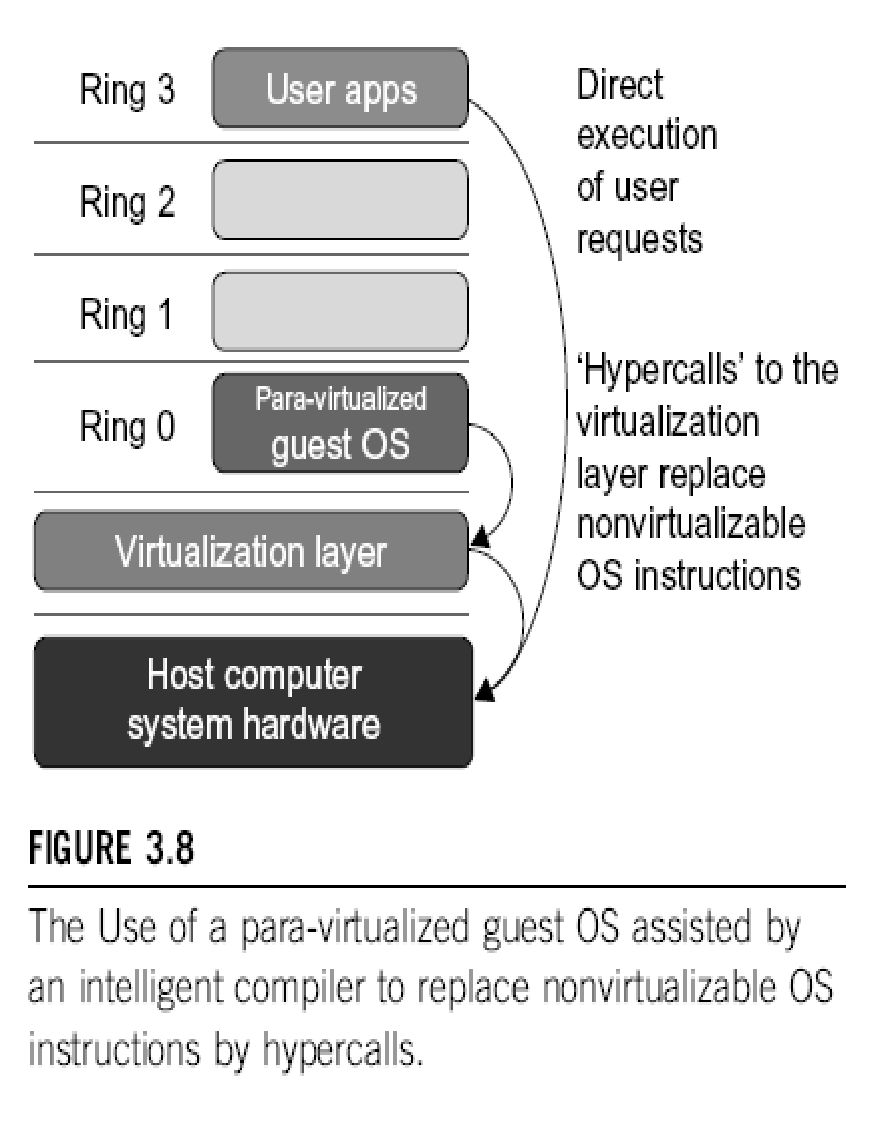 Ring 3
User apps
Direct
execution
of user
requests
Ring 2
Ring 1
Ring 0
Para-virtualized
guest OS
‘Hypercalls’ to the
virtualization
layer replace
nonvirtualizable
OS instructions
Virtualization layer
Host computer
system hardware
FIGURE 3.8
The Use of a para-virtualized guest OS assisted by
an intelligent compiler to replace nonvirtualizable OS
instructions by hypercalls.